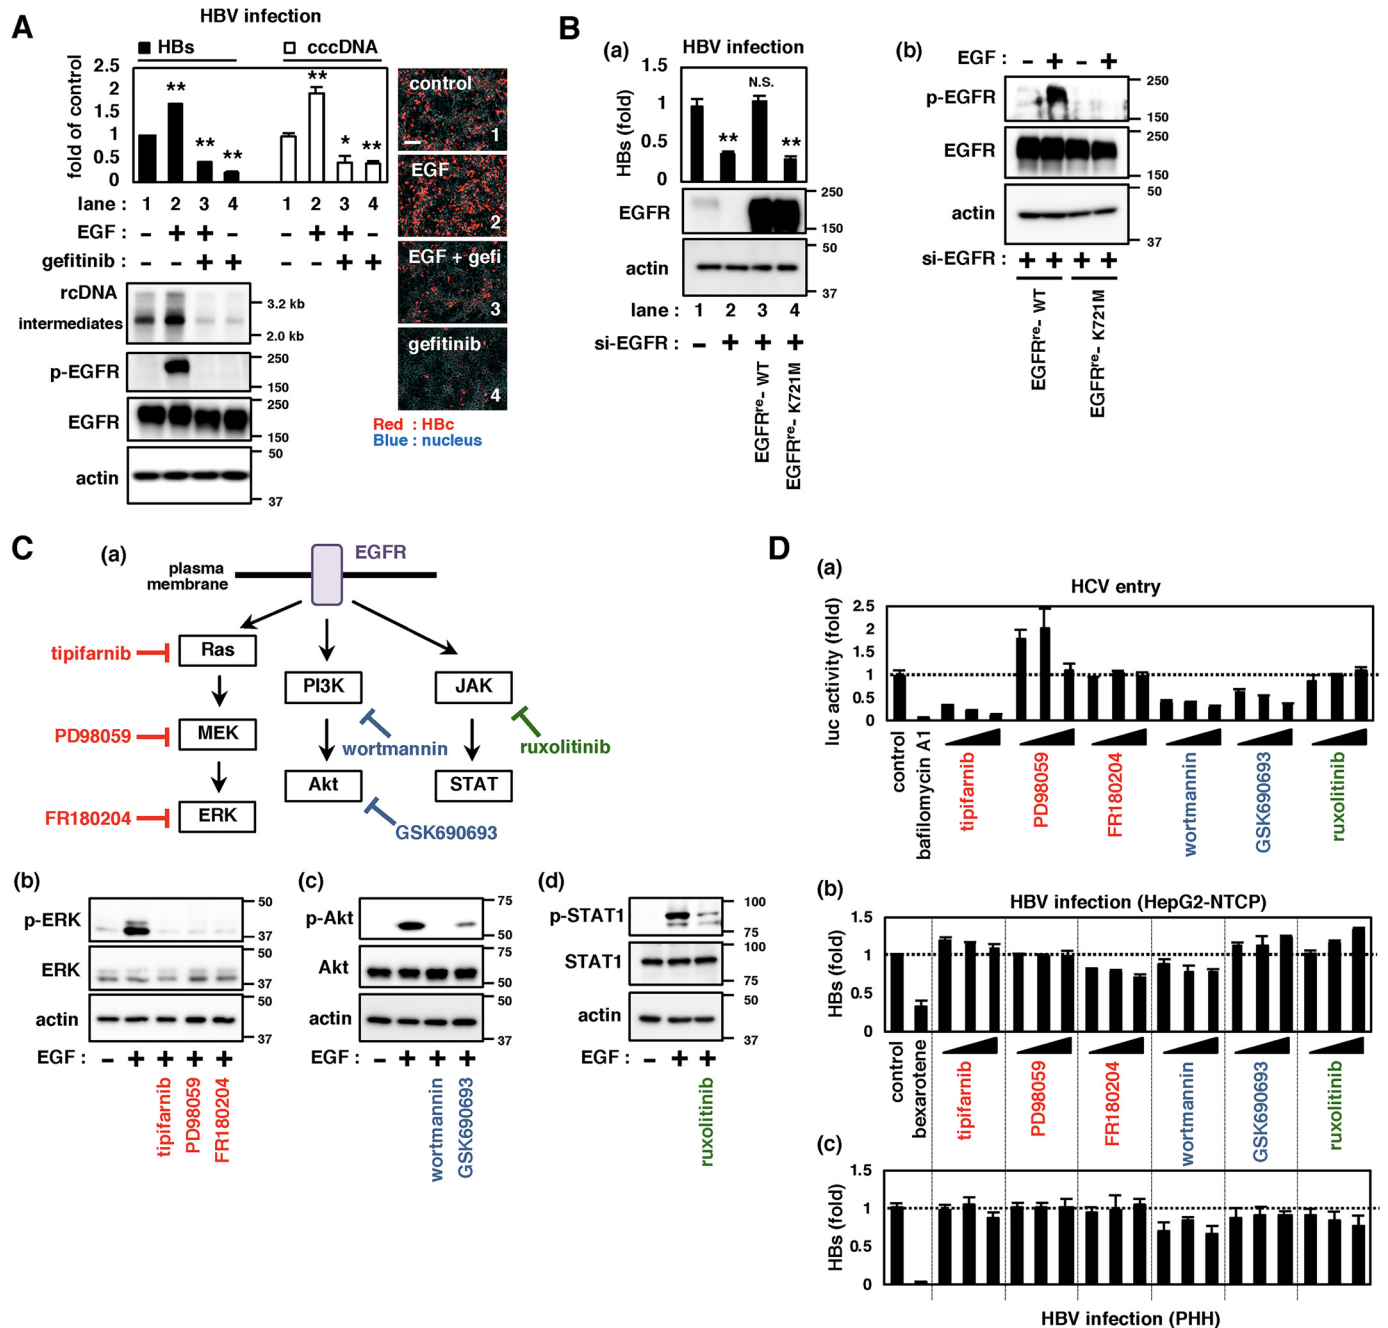 A
HBV infection
HBs
cccDNA
fold of control
2.5
2
1.5
1
0.5
0
**
**
**
**
*
**
lane : 1 2 3 4 1 2 3 4
EGF : – + + – – + + –
gefitinib : – – + + – – + +
control
1
EGF
2
EGF + gefi
3
gefitinib
4
Red : HBc
Blue : nucleus
rcDNA
intermediates
3.2 kb
2.0 kb
p-EGFR
250
150
EGFR
250
150
actin
50
37
B
(a)
HBV infection
HBs (fold)
1.5
1
0.5
0
**
N.S.
**
EGFR
250
150
actin
50
37
lane : 1 2 3 4
si-EGFR : – + + +
EGFRre- WT
EGFRre- K721M
(b)
EGF : – + – +
p-EGFR
250
150
EGFR
250
150
actin
50
37
si-EGFR : + + + +
EGFRre- WT
EGFRre- K721M
C
(a)
EGFR
plasma
membrane
tipifarnib
Ras
PD98059
MEK
FR180204
ERK
PI3K
wortmannin
Akt
GSK690693
JAK
ruxolitinib
STAT
(b)
p-ERK
50
37
ERK
50
37
actin
50
37
EGF : – + + + +
tipifarnib
PD98059
FR180204
(c)
p-Akt
75
50
Akt
75
50
actin
50
37
EGF : – + + +
wortmannin
GSK690693
(d)
p-STAT1
100
75
STAT1
100
75
actin
50
37
EGF : – + +
ruxolitinib
D
(a)
HCV entry
luc activity (fold)
2.5
2
1.5
1
0.5
0
control
bafilomycin A1
tipifarnib
PD98059
FR180204
wortmannin
GSK690693
ruxolitinib
(b)
HBV infection (HepG2-NTCP)
HBs (fold)
1.5
1
0.5
0
control
bexarotene
tipifarnib
PD98059
FR180204
wortmannin
GSK690693
ruxolitinib
(c)
HBs (fold)
1.5
1
0.5
0
HBV infection (PHH)